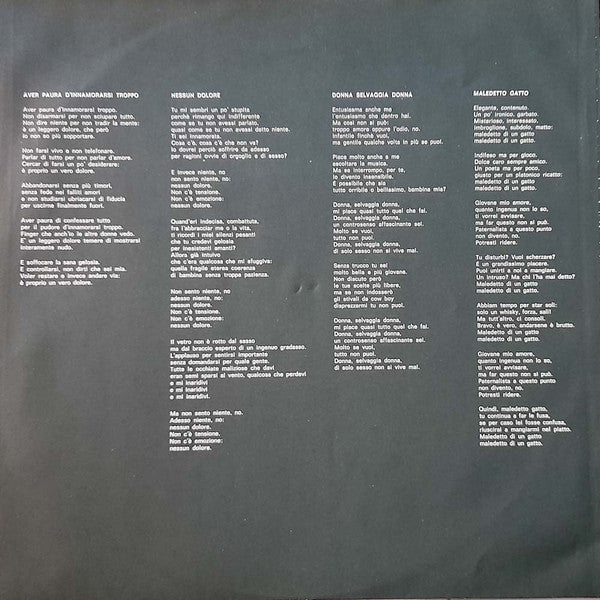 AVER PAURA D'INNAMORARSI TROPPO
Aver paura d'innamorarsi troppo.
Non disarmarsi per non sciupare tutto.
Non dire niente per non tradir la mente:
è un leggero dolore, che però
io non so più sopportare.
Non farsi vivo e non telefonare.
Parlar di tutto per non parlar d'amore.
Cercar di farsi un po' desiderare:
è proprio un vero dolore.
Abbandonarsi senza più timori,
senza fede nei falliti amori
e non studiarsi ubriacarsi di fiducia
per uscirne finalmente fuori.
Aver paura di confessare tutto
per il pudore d'innamorarsi troppo.
Finger che anch'io le altre donne vedo.
E' un leggero dolore temere di mostrarsi
interamente nudo.
E soffocare la sana gelosia.
E controllarsi, non dirti che sei mia.
Voler restare e invece andare via:
è proprio un vero dolore.
NESSUN DOLORE
Tu mi sembri un po' stupita
perchè rimango qui indifferente
come se tu non avessi parlato,
quasi come se tu non avessi detto niente.
Ti sei innamorata.
Cosa c'è, cosa c'è che non va?
Io dovrei perciò soffrire da adesso
per ragioni ovvie di orgoglio e di sesso?
E invece niente, no
non sento niente, no:
nessun dolore.
Non c'è tensione.
Non c'è emozione:
nessun dolore.
Quand'eri indecisa, combattuta,
fra l'abbracciar me o la vita,
ti ricordi i miei silenzi pesanti
che tu credevi gelosia
per inesistenti amanti?
Allora già intuivo
che c'era qualcosa che mi sfuggiva:
quella fragile eterea coerenza
di bambina senza troppa pazienza.
Non sento niente, no
adesso niente, no:
nessun dolore.
Non c'è tensione.
Non c'è emozione:
nessun dolore.
Il vetro non è rotto dal sasso
ma dal braccio esperto di un ingenuo gradasso.
L'applauso per sentirsi importante
senza domandarsi per quale gente.
Tutte le occhiate maliziose che davi
eran semi sparsi al vento, qualcosa che perdevi
e mi inaridivi
e mi inaridivi
e mi inaridivi.
Ma non sento niente, no.
Adesso niente, no:
nessun dolore.
Non c'è tensione.
Non c'è emozione:
nessun dolore.
DONNA SELVAGGIA DONNA
Entusiasma anche me
l'entusiasmo che dentro hai.
Ma così non si può:
troppo amore oppure l'odio, no.
Infantile finchè vuoi,
ma gentile qualche volta in più se puoi.
Piace molto anche a me
ascoltare la musica.
Ma se interrompo, per te,
io divento insensibile.
È possibile che sia
tutto orribile o bellissimo, bambina mia?
Donna, selvaggia donna,
mi piace quasi tutto quel che fai.
Donna, selvaggia donna,
un controsenso affascinante sei.
Molto se vuoi,
tutto non puoi.
Donna, selvaggia donna,
di solo sesso non si vive mai.
Senza trucco tu sei
molto bella e più giovane.
Non discuto però
le tue scelte più libere,
ma se non indosserò
gli stivali da cow boy
disprezzarmi tu non puoi.
Donna, selvaggia donna,
mi piace quasi tutto quel che fai.
Donna, selvaggia donna,
un controsenso affascinante sei.
Molto se vuoi,
tutto non puoi.
Donna, selvaggia donna,
di solo sesso non si vive mai.
MALEDETTO GATTO
Elegante, contenuto.
Un po' ironico, garbato.
Misterioso, interessato,
imbroglione, subdolo, matto:
maledetto di un gatto
maledetto di un gatto.
Indifeso ma per gioco.
Dolce caro sempre amico.
Un poeta ma per poco,
giusto per un platonico ricatto:
maledetto di un gatto
maledetto di un gatto.
Giovane mio amore,
quanto ingenua non lo so,
ti vorrei avvisare,
ma far questo non si può.
Paternalista a questo punto
non divento, no.
Potresti ridere.
Tu disturbi? Vuoi scherzare?
È un grandissimo piacere.
Puoi unirti a noi a mangiare.
Un intruso? Ma chi l'ha mai detto?
Maledetto di un gatto
maledetto di un gatto.
Abbiam tempo per star soli:
solo un whisky, forza, sali!
Ma tutt'altro, ci consoli.
Bravo, è vero, andarsene è brutto.
Maledetto di un gatto
maledetto di un gatto.
Giovane mio amore,
quanto ingenua non lo so,
ti vorrei avvisare,
ma far questo non si può.
Paternalista a questo punto
non divento, no.
Potresti ridere.
Quindi, maledetto gatto,
tu continua a far le fusa,
se per caso lei fosse confusa,
riuscirai a mangiarmi nel piatto.
Maledetto di un gatto
maledetto di un gatto.